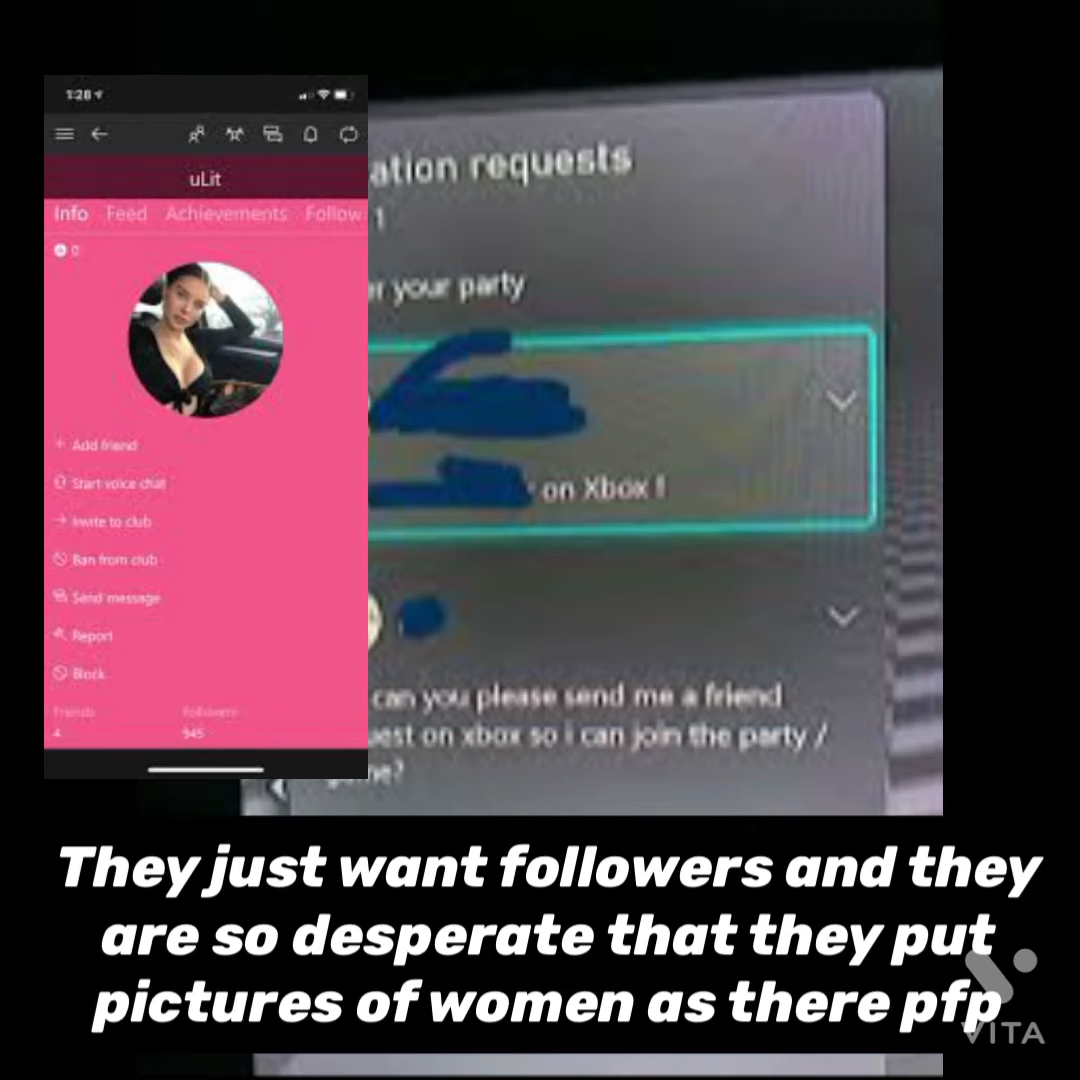 1:28
uLit
Info Feed Achievements Follow
0
Add friend
Start voice chat
Invite to club
Ban from club
Send message
Report
Block
Friends Followers
4 945
ation requests
1
r your party
on Xbox !
can you please send me a friend
uest on xbox so i can join the party /
me?
They just want followers and they
are so desperate that they put
pictures of women as there pfp
VITA